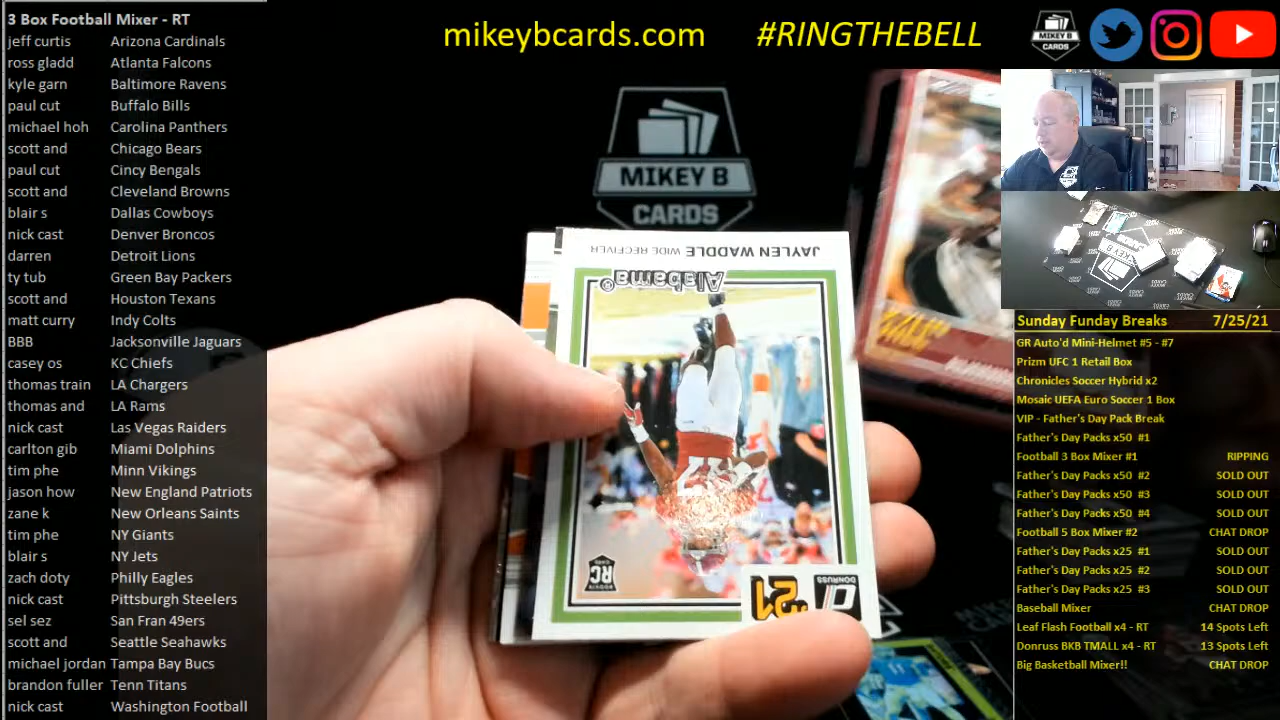 3 Box Football Mixer - RT
jeff curtis Arizona Cardinals
ross gladd Atlanta Falcons
kyle garn Baltimore Ravens
paul cut Buffalo Bills
michael hoh Carolina Panthers
scott and Chicago Bears
paul cut Cincy Bengals
scott and Cleveland Browns
blair s Dallas Cowboys
nick cast Denver Broncos
darren Detroit Lions
ty tub Green Bay Packers
scott and Houston Texans
matt curry Indy Colts
BBB Jacksonville Jaguars
casey os KC Chiefs
thomas train LA Chargers
thomas and LA Rams
nick cast Las Vegas Raiders
carlton gib Miami Dolphins
tim phe Minn Vikings
jason how New England Patriots
zane k New Orleans Saints
tim phe NY Giants
blair s NY Jets
zach doty Philly Eagles
nick cast Pittsburgh Steelers
sel sez San Fran 49ers
scott and Seattle Seahawks
michael jordan Tampa Bay Bucs
brandon fuller Tenn Titans
nick cast Washington Football
mikeybcards.com #RINGTHEBELL
MIKEY B
CARDS
MIKEY B
CARDS
JAYLEN WADDLE WIDE RECEIVER
Alabama
RC
'21
DONRUSS
Sunday Funday Breaks 7/25/21
GR Auto'd Mini-Helmet #5 - #7
Prizm UFC 1 Retail Box
Chronicles Soccer Hybrid x2
Mosaic UEFA Euro Soccer 1 Box
VIP - Father's Day Pack Break
Father's Day Packs x50 #1
Football 3 Box Mixer #1 RIPPING
Father's Day Packs x50 #2 SOLD OUT
Father's Day Packs x50 #3 SOLD OUT
Father's Day Packs x50 #4 SOLD OUT
Football 5 Box Mixer #2 CHAT DROP
Father's Day Packs x25 #1 SOLD OUT
Father's Day Packs x25 #2 SOLD OUT
Father's Day Packs x25 #3 SOLD OUT
Baseball Mixer CHAT DROP
Leaf Flash Football x4 - RT 14 Spots Left
Donruss BKB TMALL x4 - RT 13 Spots Left
Big Basketball Mixer!! CHAT DROP